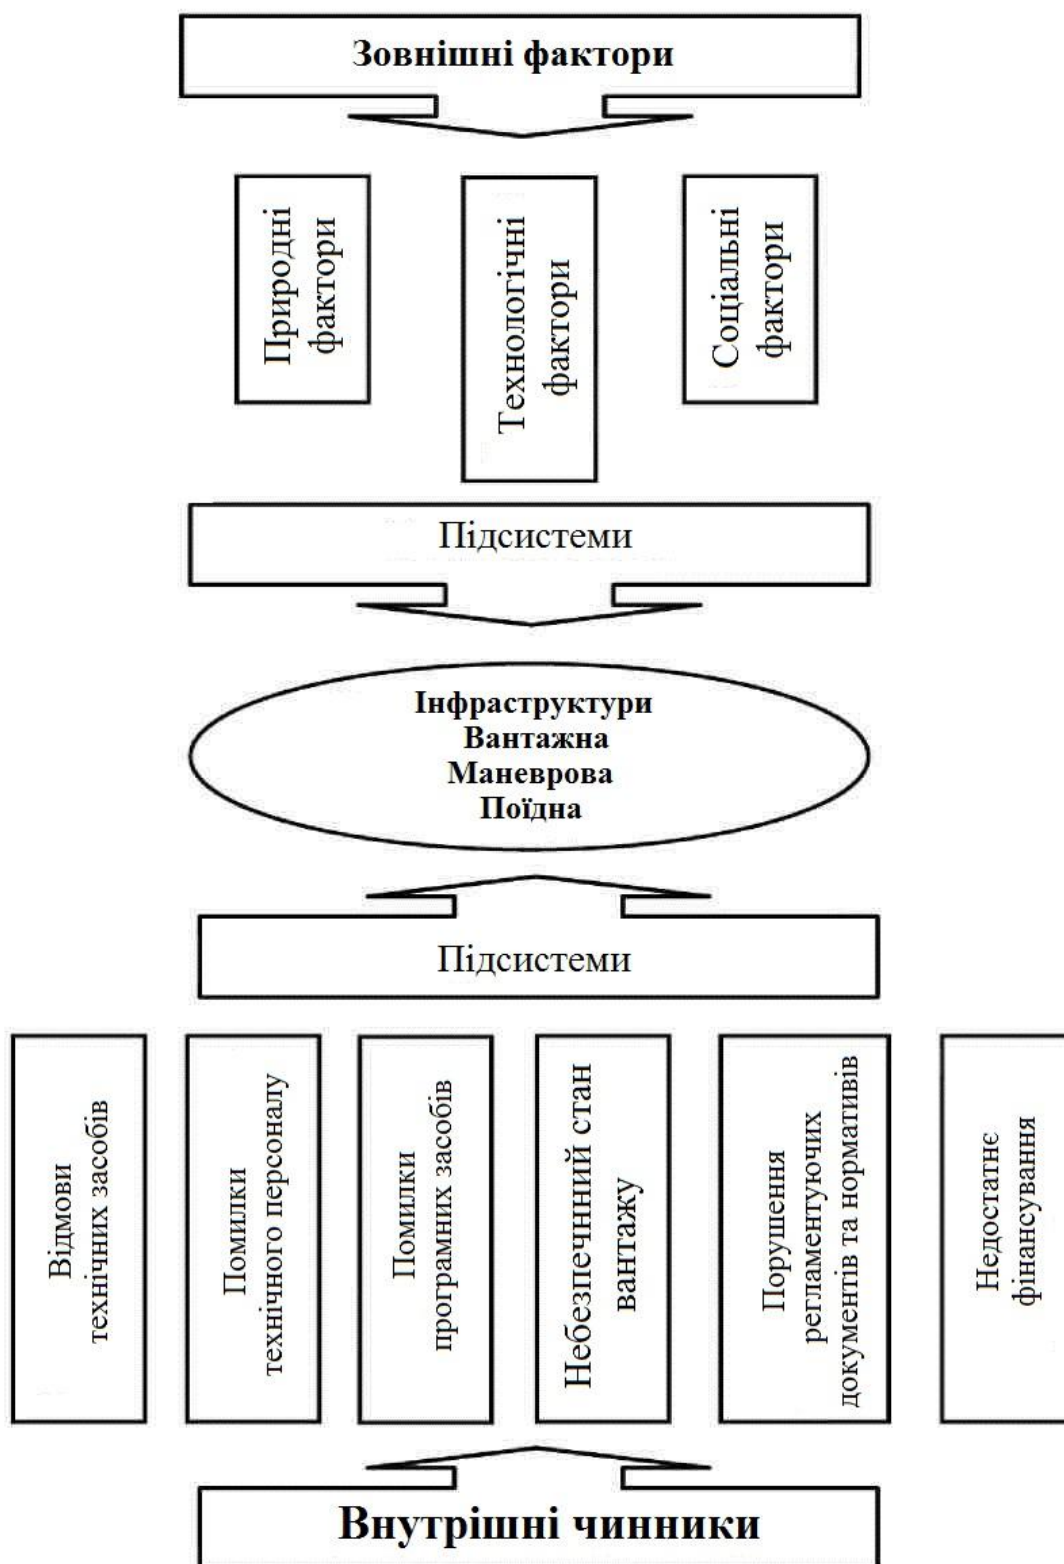 Зовнішні фактори
Природні
фактори
Технологічні
фактори
Соціальні
фактори
Підсистеми
Інфраструктури
Вантажна
Маневрова
Поїдна
Підсистеми
Відмови
технічних засобів
Помилки
технічного персоналу
Помилки
програмних засобів
Небезпечнний стан
вантажу
Порушення
регламентуючих
документів та нормативів
Недостатнє
фінансування
Внутрішні чинники